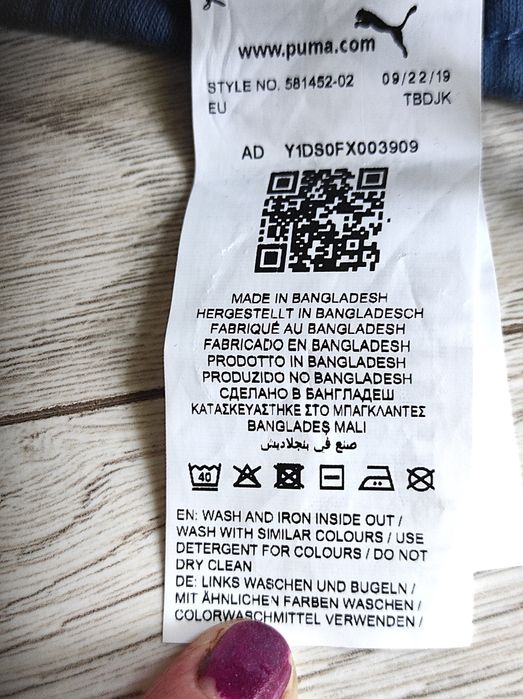 www.puma.com
STYLE NO. 581452-02 09/22/19
EU TBDJK
AD Y1DS0FX003909
MADE IN BANGLADESH
HERGESTELLT IN BANGLADESCH
FABRIQUÉ AU BANGLADESH
FABRICADO EN BANGLADESH
PRODOTTO IN BANGLADESH
PRODUZIDO NO BANGLADESH
СДЕЛАНО В БАНГЛАДЕШ
ΚΑΤΑΣΚΕΥΑΣΤΗΚΕ ΣΤΟ ΜΠΑΓΚΛΑΝΤΕΣ
BANGLADEŞ MALI
صنع في بنجلاديش
40
EN: WASH AND IRON INSIDE OUT /
WASH WITH SIMILAR COLOURS / USE
DETERGENT FOR COLOURS / DO NOT
DRY CLEAN
DE: LINKS WASCHEN UND BUGELN /
MIT ÄHNLICHEN FARBEN WASCHEN /
COLORWASCHMITTEL VERWENDEN /